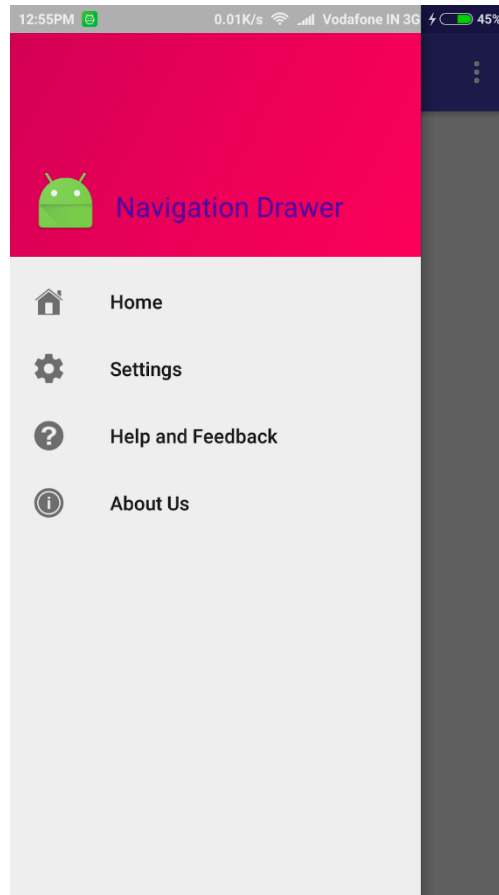 12:55PM 0.01K/s Vodafone IN 3G 45%
Navigation Drawer
Home
Settings
Help and Feedback
About Us